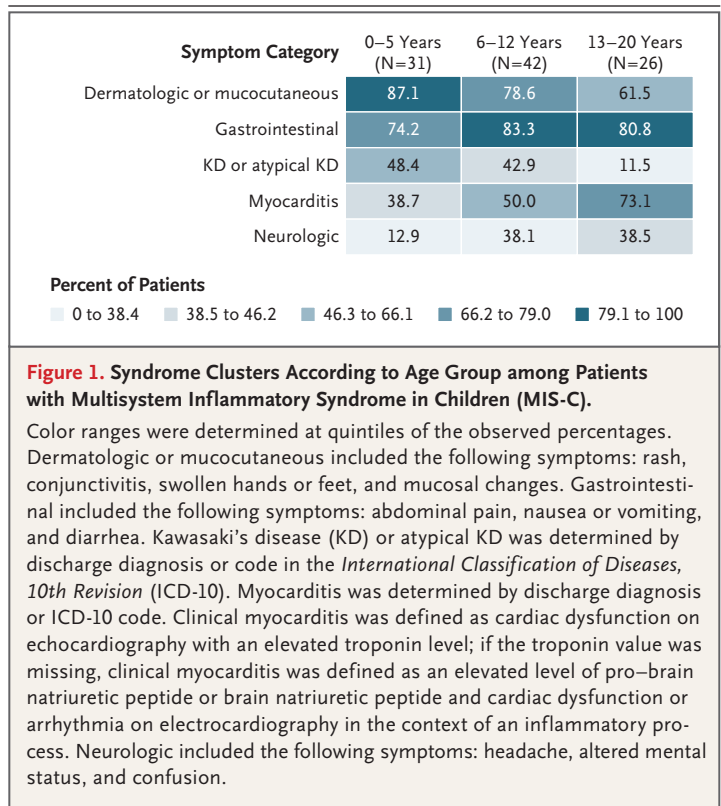 Symptom Category 0–5 Years (N=31) 6–12 Years (N=42) 13–20 Years (N=26)
Dermatologic or mucocutaneous 87.1 78.6 61.5
Gastrointestinal 74.2 83.3 80.8
KD or atypical KD 48.4 42.9 11.5
Myocarditis 38.7 50.0 73.1
Neurologic 12.9 38.1 38.5
Percent of Patients
0 to 38.4 38.5 to 46.2 46.3 to 66.1 66.2 to 79.0 79.1 to 100
Figure 1. Syndrome Clusters According to Age Group among Patients
with Multisystem Inflammatory Syndrome in Children (MIS-C).
Color ranges were determined at quintiles of the observed percentages.
Dermatologic or mucocutaneous included the following symptoms: rash,
conjunctivitis, swollen hands or feet, and mucosal changes. Gastrointesti-
nal included the following symptoms: abdominal pain, nausea or vomiting,
and diarrhea. Kawasaki’s disease (KD) or atypical KD was determined by
discharge diagnosis or code in the International Classification of Diseases,
10th Revision (ICD-10). Myocarditis was determined by discharge diagnosis
or ICD-10 code. Clinical myocarditis was defined as cardiac dysfunction on
echocardiography with an elevated troponin level; if the troponin value was
missing, clinical myocarditis was defined as an elevated level of pro–brain
natriuretic peptide or brain natriuretic peptide and cardiac dysfunction or
arrhythmia on electrocardiography in the context of an inflammatory pro-
cess. Neurologic included the following symptoms: headache, altered mental
status, and confusion.